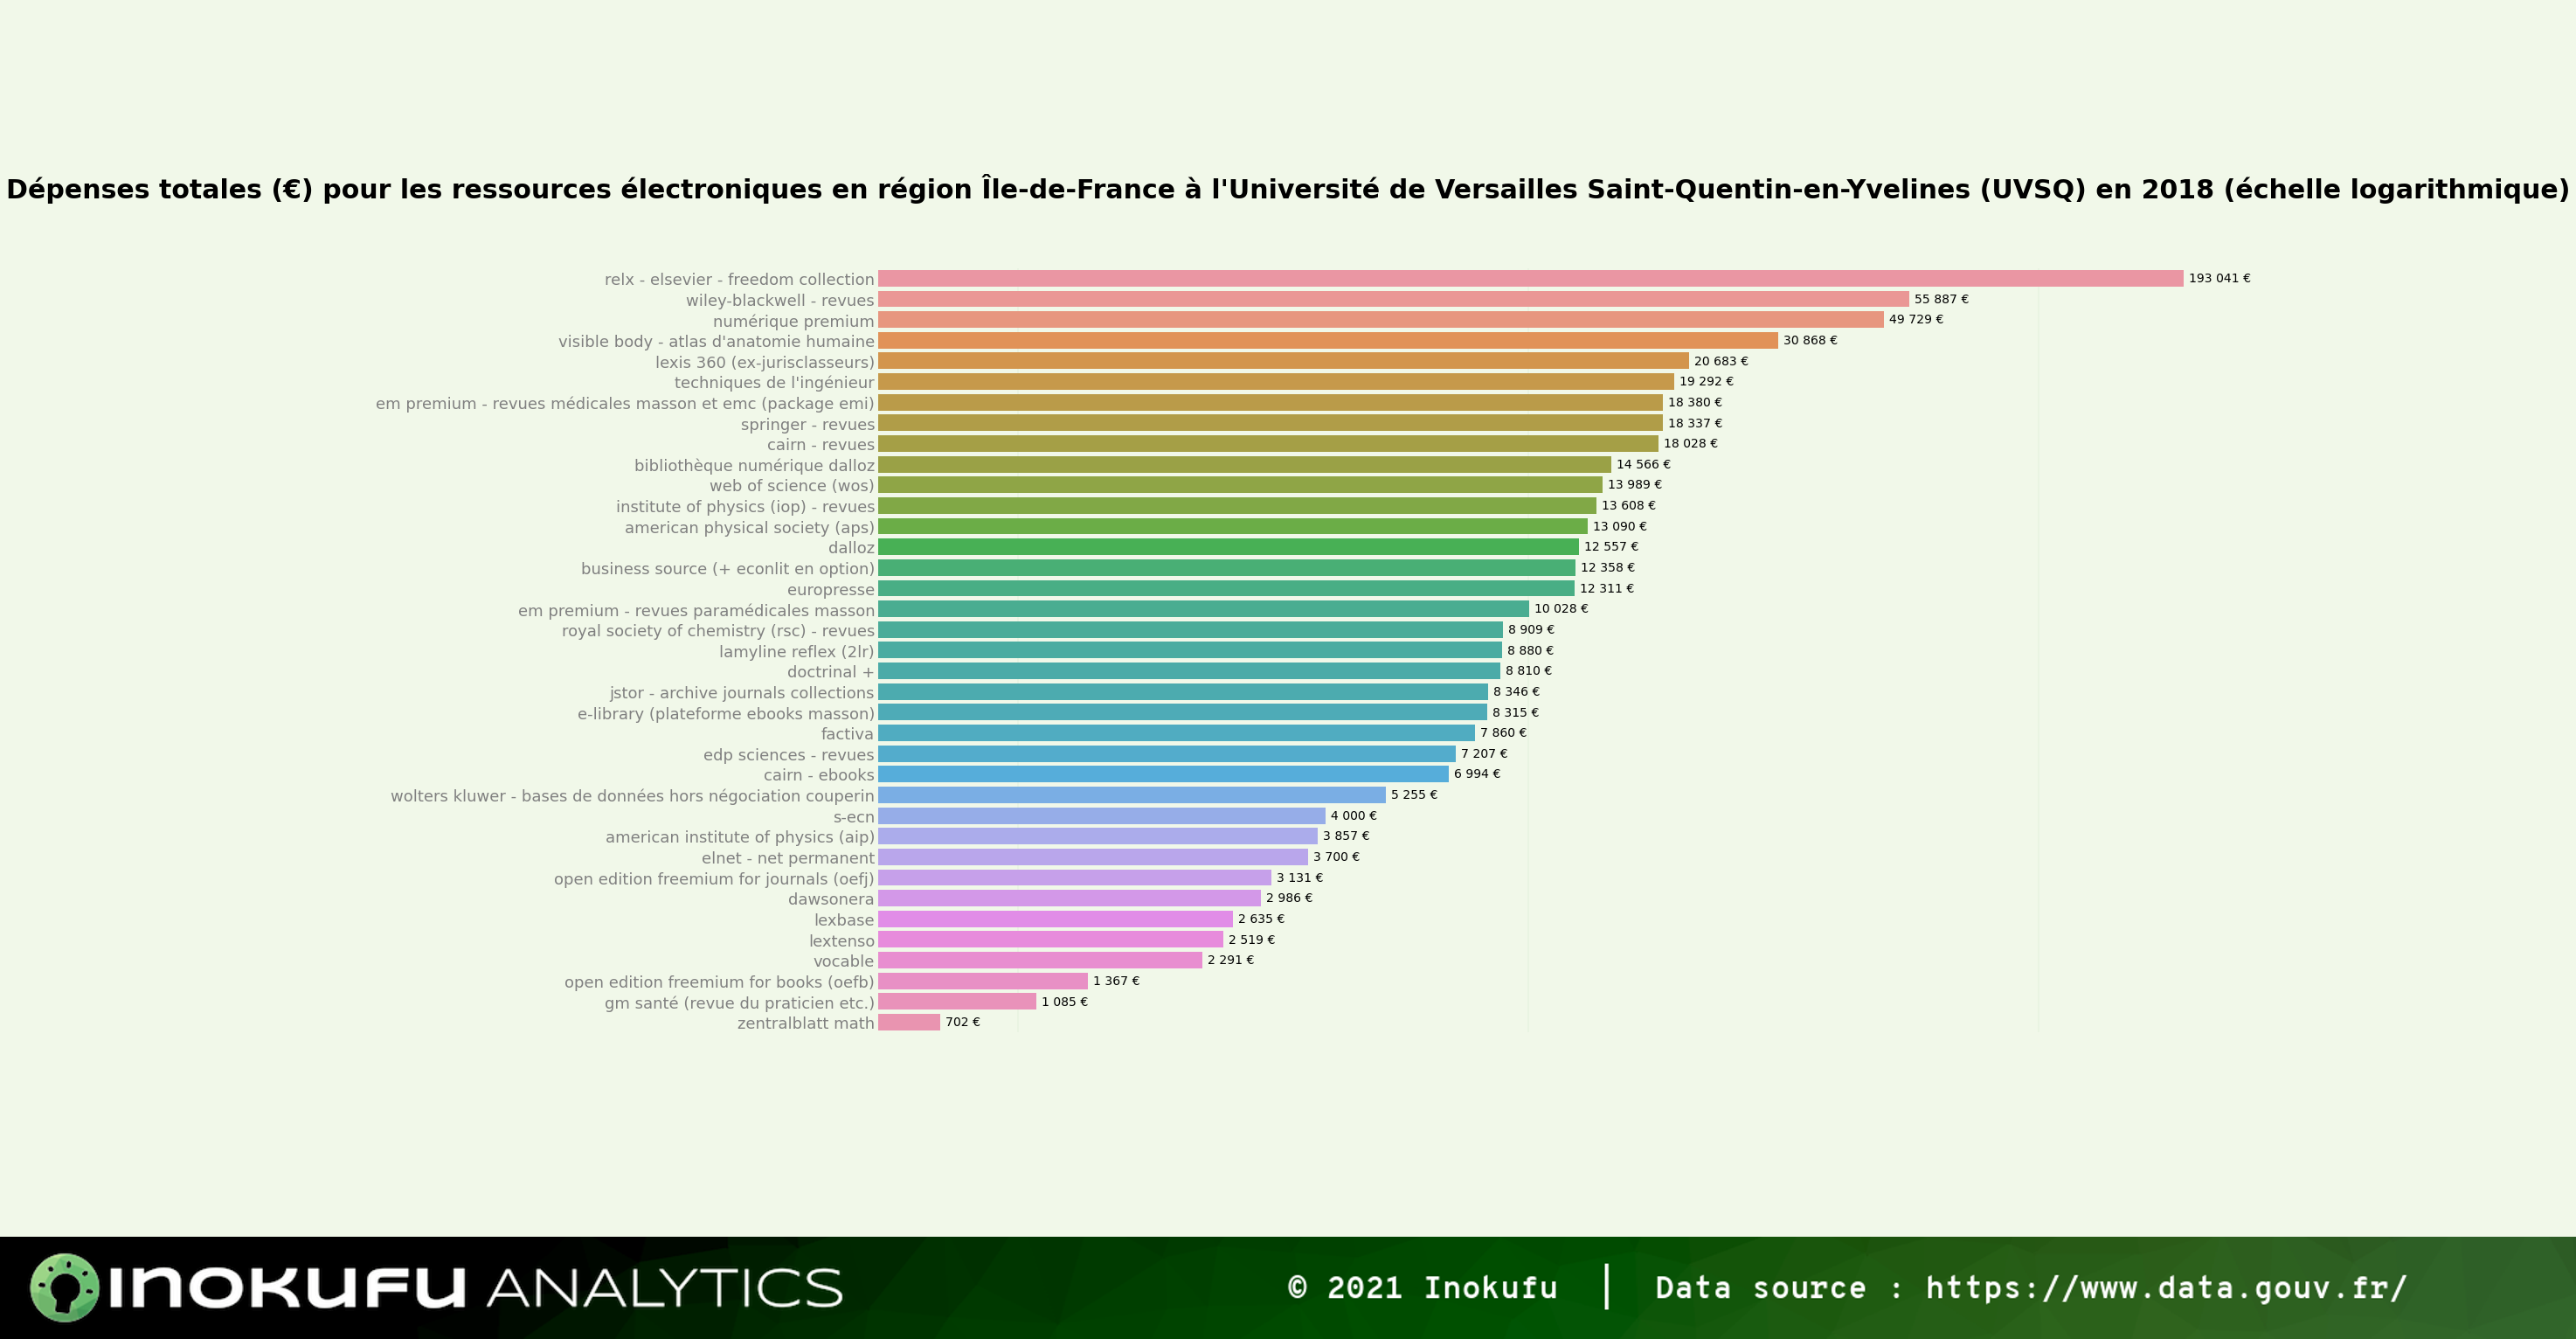 Dépenses totales (€) pour les ressources électroniques en région Île-de-France à l'Université de Versailles Saint-Quentin-en-Yvelines (UVSQ) en 2018 (échelle logarithmique)
relx - elsevier - freedom collection 193 041 €
wiley-blackwell - revues 55 887 €
numérique premium 49 729 €
visible body - atlas d'anatomie humaine 30 868 €
lexis 360 (ex-jurisclasseurs) 20 683 €
techniques de l'ingénieur 19 292 €
em premium - revues médicales masson et emc (package emi) 18 380 €
springer - revues 18 337 €
cairn - revues 18 028 €
bibliothèque numérique dalloz 14 566 €
web of science (wos) 13 989 €
institute of physics (iop) - revues 13 608 €
american physical society (aps) 13 090 €
dalloz 12 557 €
business source (+ econlit en option) 12 358 €
europresse 12 311 €
em premium - revues paramédicales masson 10 028 €
royal society of chemistry (rsc) - revues 8 909 €
lamyline reflex (2lr) 8 880 €
doctrinal + 8 810 €
jstor - archive journals collections 8 346 €
e-library (plateforme ebooks masson) 8 315 €
factiva 7 860 €
edp sciences - revues 7 207 €
cairn - ebooks 6 994 €
wolters kluwer - bases de données hors négociation couperin 5 255 €
s-ecn 4 000 €
american institute of physics (aip) 3 857 €
elnet - net permanent 3 700 €
open edition freemium for journals (oefj) 3 131 €
dawsonera 2 986 €
lexbase 2 635 €
lextenso 2 519 €
vocable 2 291 €
open edition freemium for books (oefb) 1 367 €
gm santé (revue du praticien etc.) 1 085 €
zentralblatt math 702 €
INOKUFU ANALYTICS © 2021 Inokufu | Data source : https://www.data.gouv.fr/